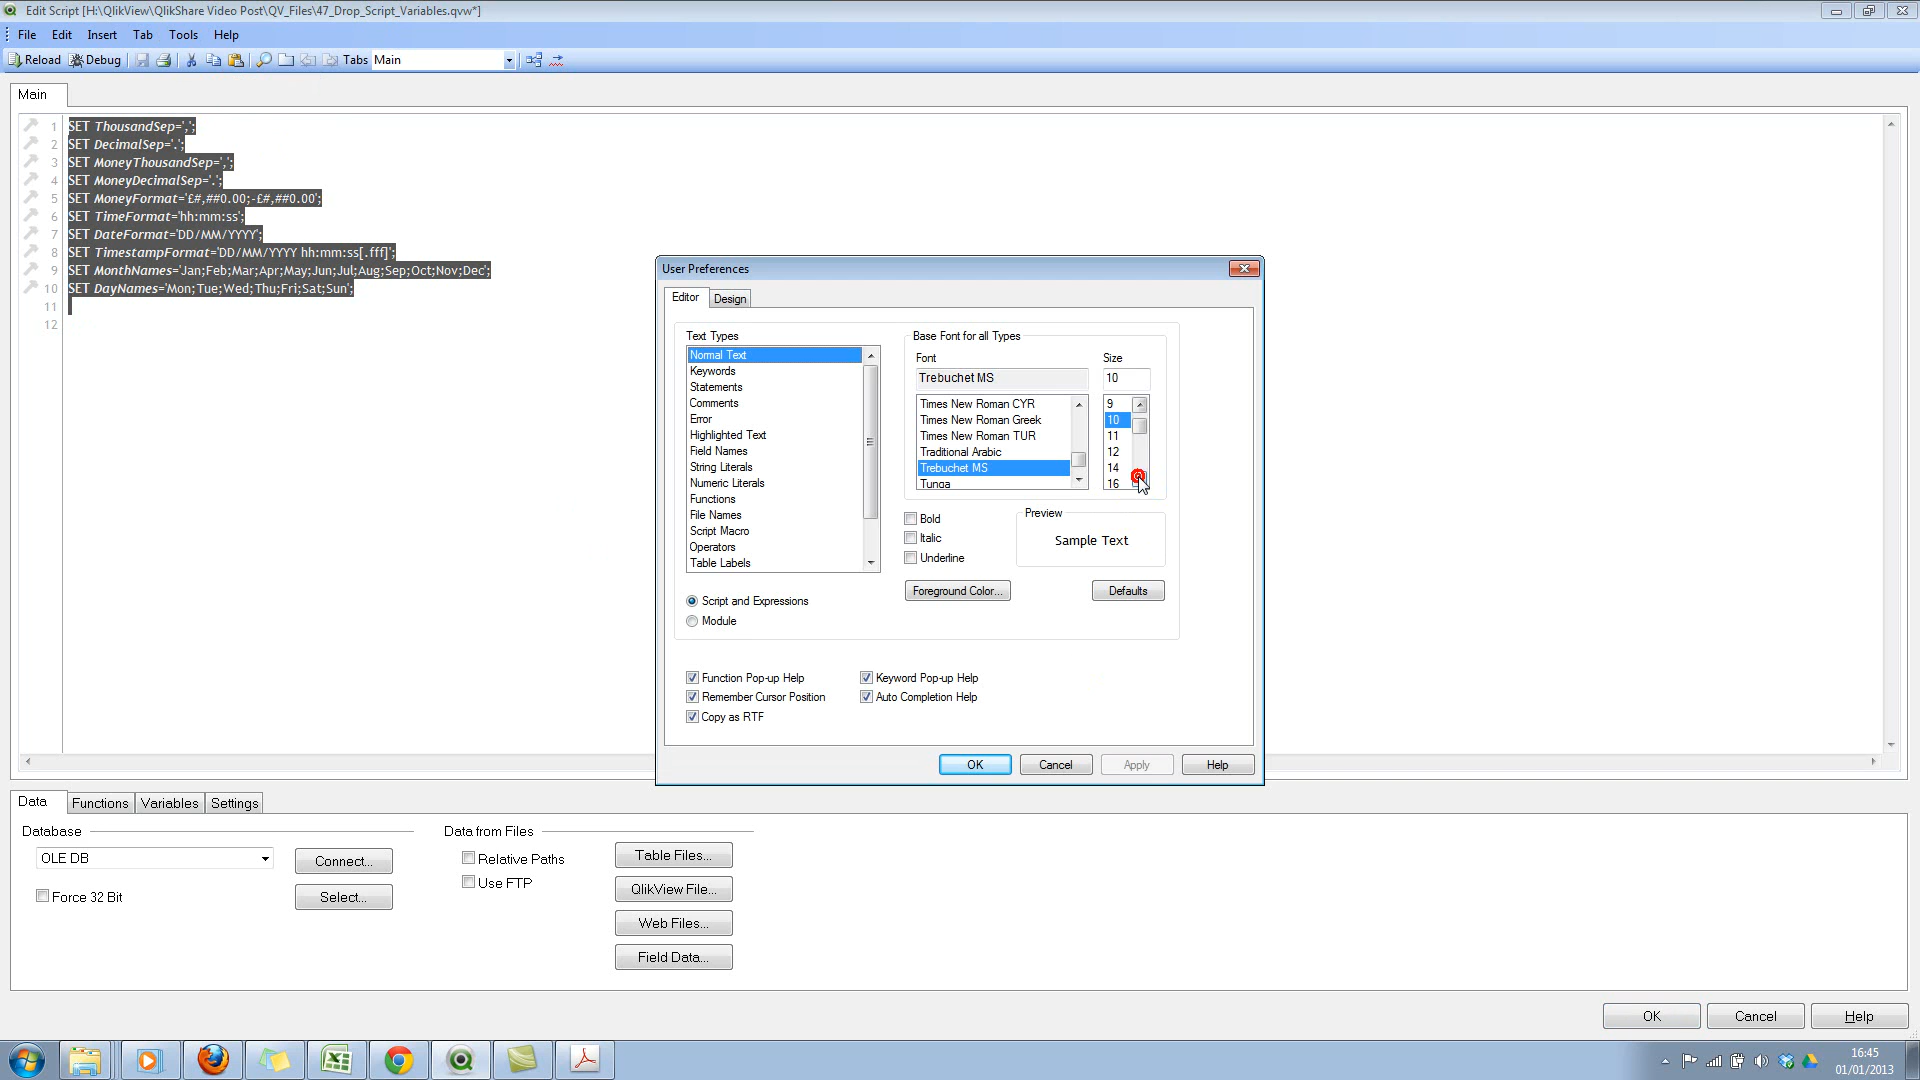 Edit Script [H:\QlikView\QlikShare Video Post\QV_Files\47_Drop_Script_Variables.qvw*]
File Edit Insert Tab Tools Help
Reload Debug Tabs Main
Main
1 SET ThousandSep=',';
2 SET DecimalSep='.';
3 SET MoneyThousandSep=',';
4 SET MoneyDecimalSep='.';
5 SET MoneyFormat='£#,##0.00;-£#,##0.00';
6 SET TimeFormat='hh:mm:ss';
7 SET DateFormat='DD/MM/YYYY';
8 SET TimestampFormat='DD/MM/YYYY hh:mm:ss[.fff]';
9 SET MonthNames='Jan;Feb;Mar;Apr;May;Jun;Jul;Aug;Sep;Oct;Nov;Dec';
10 SET DayNames='Mon;Tue;Wed;Thu;Fri;Sat;Sun';
11
12
User Preferences
Editor Design
Text Types
Normal Text
Keywords
Statements
Comments
Error
Highlighted Text
Field Names
String Literals
Numeric Literals
Functions
File Names
Script Macro
Operators
Table Labels
Script and Expressions
Module
Base Font for all Types
Font Size
Trebuchet MS 10
Times New Roman CYR 9
Times New Roman Greek 10
Times New Roman TUR 11
Traditional Arabic 12
Trebuchet MS 14
Tunga 16
Bold
Italic
Underline
Preview
Sample Text
Foreground Color... Defaults
Function Pop-up Help Keyword Pop-up Help
Remember Cursor Position Auto Completion Help
Copy as RTF
OK Cancel Apply Help
Data Functions Variables Settings
Database Data from Files
OLE DB Connect... Relative Paths Table Files...
Force 32 Bit Select... Use FTP QlikView File...
Web Files...
Field Data...
OK Cancel Help
16:45
01/01/2013